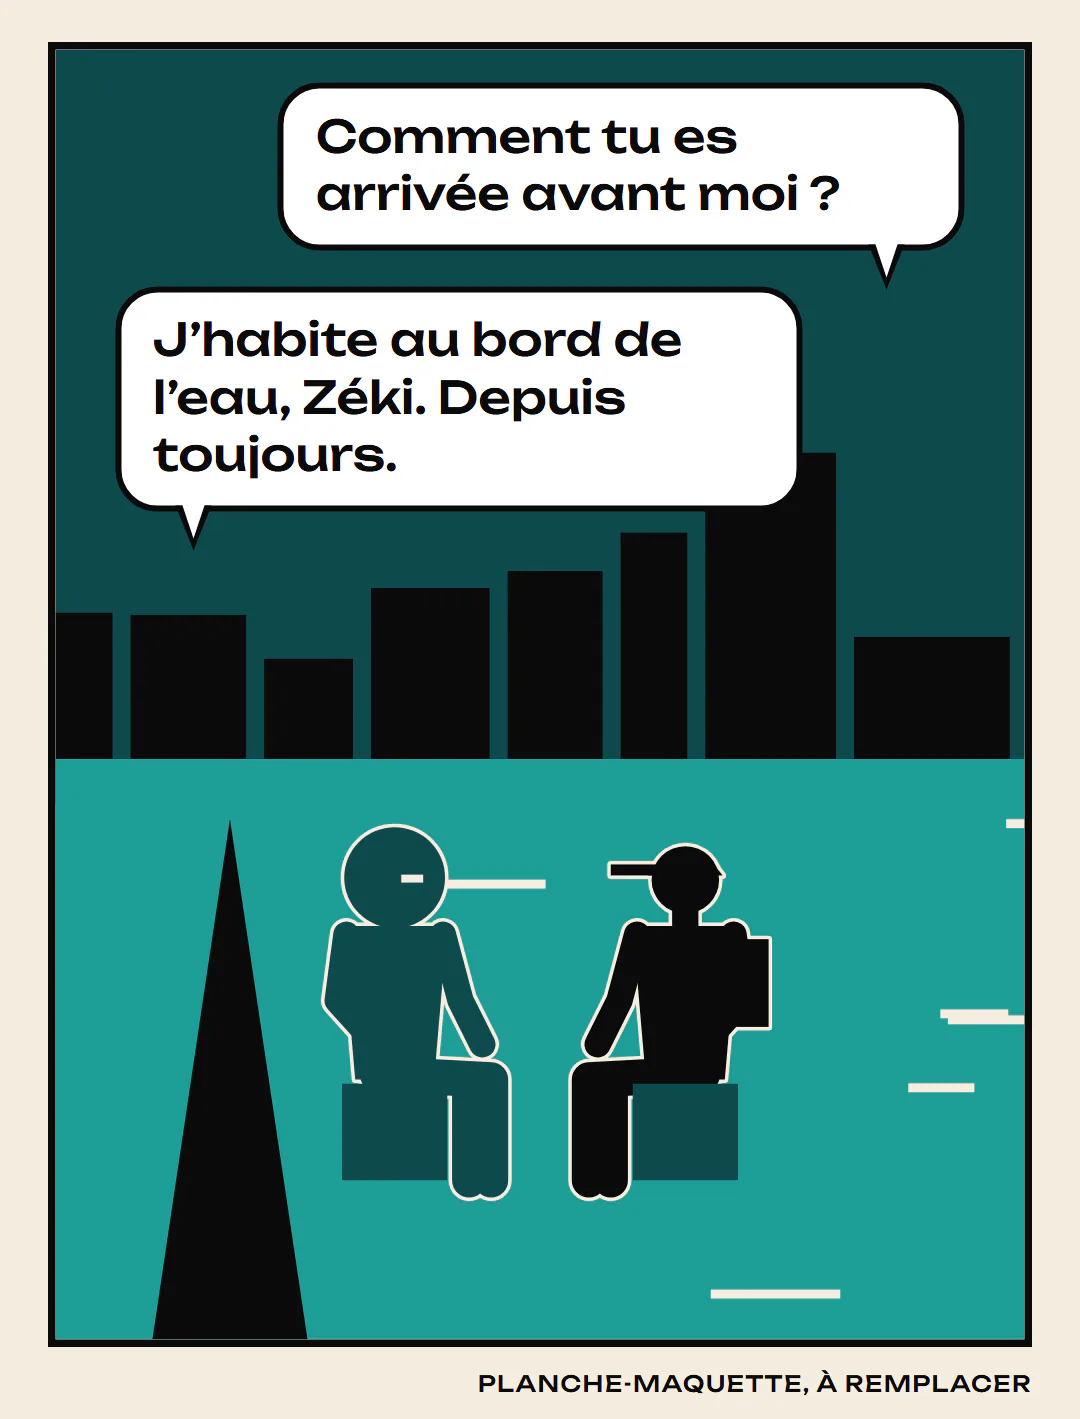 Comment tu es
arrivée avant moi ?
J’habite au bord de
l’eau, Zéki. Depuis
toujours.
PLANCHE-MAQUETTE, À REMPLACER